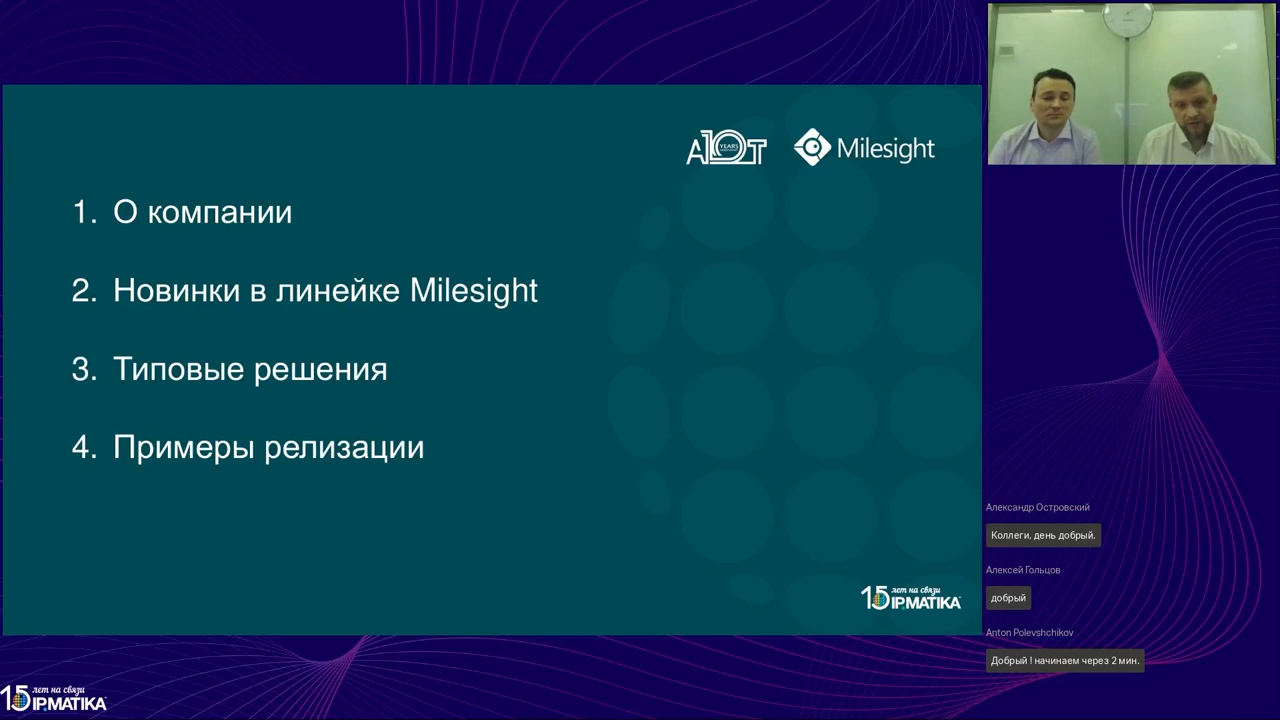 A10T
YEARS
Milesight
1. О компании
2. Новинки в линейке Milesight
3. Типовые решения
4. Примеры релизации
15 лет на связи
IPMATIKA
Александр Островский
Коллеги, день добрый.
Алексей Гольцов
добрый
Anton Polevshchikov
Добрый ! начинаем через 2 мин.
15 лет на связи
IPMATIKA